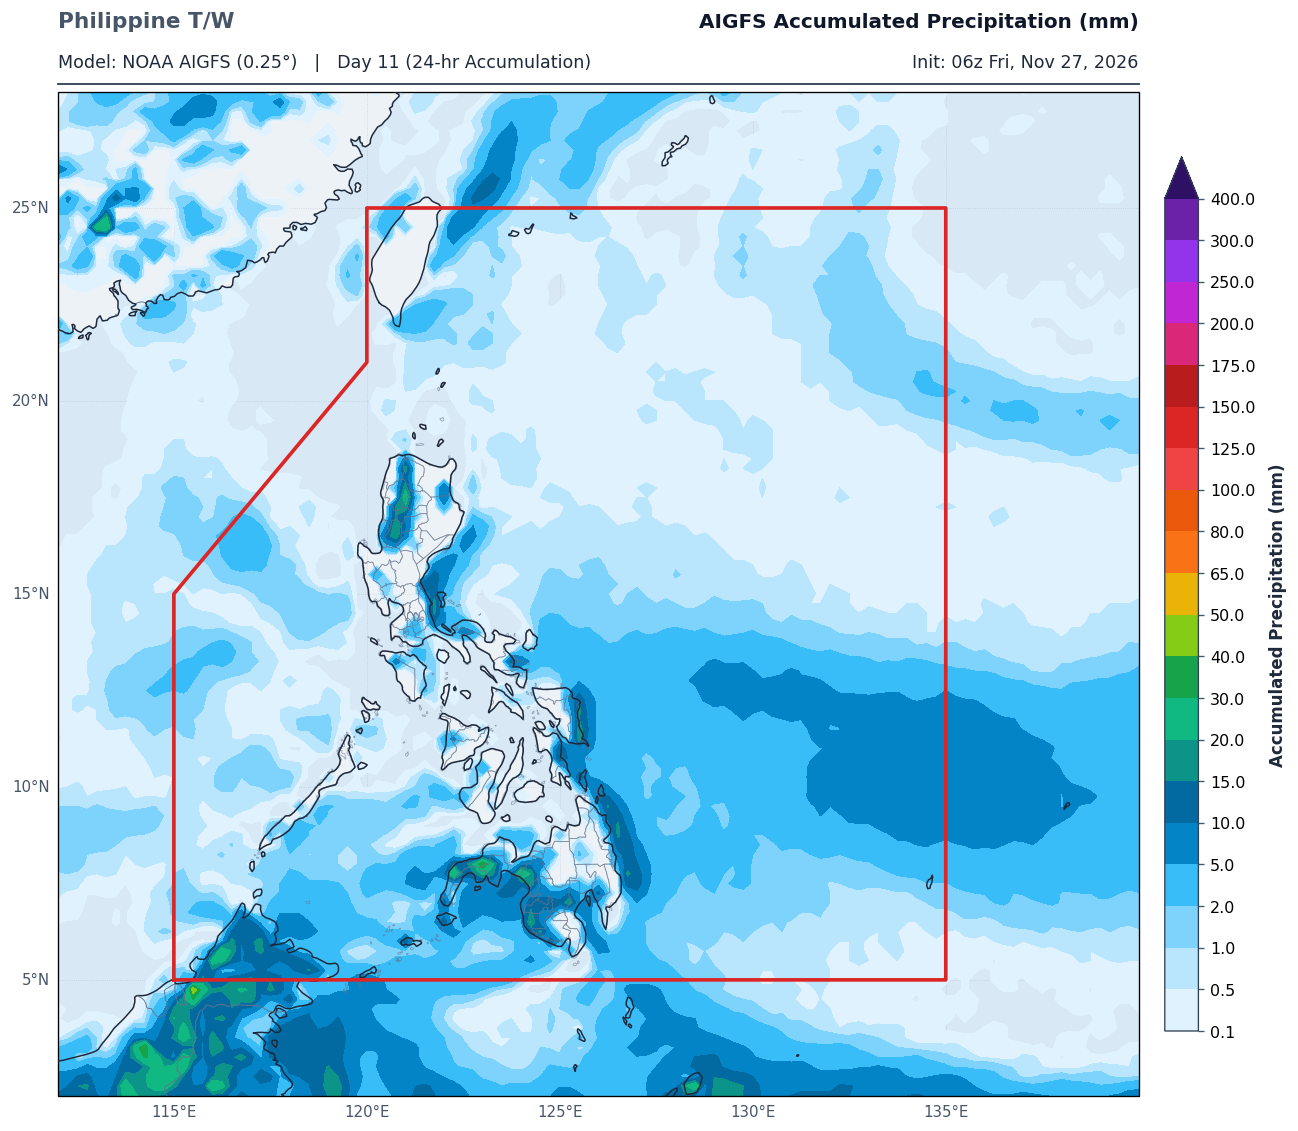 Philippine T/W
AIGFS Accumulated Precipitation (mm)
Model: NOAA AIGFS (0.25°)   |   Day 11 (24-hr Accumulation)
Init: 06z Fri, Nov 27, 2026
25°N
20°N
15°N
10°N
5°N
115°E
120°E
125°E
130°E
135°E
400.0
300.0
250.0
200.0
175.0
150.0
125.0
100.0
80.0
65.0
50.0
40.0
30.0
20.0
15.0
10.0
5.0
2.0
1.0
0.5
0.1
Accumulated Precipitation (mm)